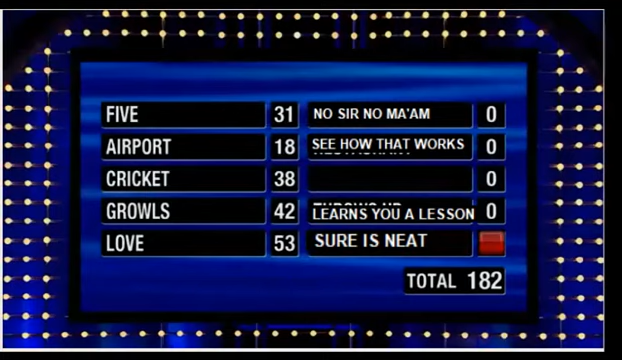 FIVE 31 NO SIR NO MA'AM 0
AIRPORT 18 SEE HOW THAT WORKS 0
CRICKET 38 0
GROWLS 42 LEARNS YOU A LESSON 0
LOVE 53 SURE IS NEAT
TOTAL 182